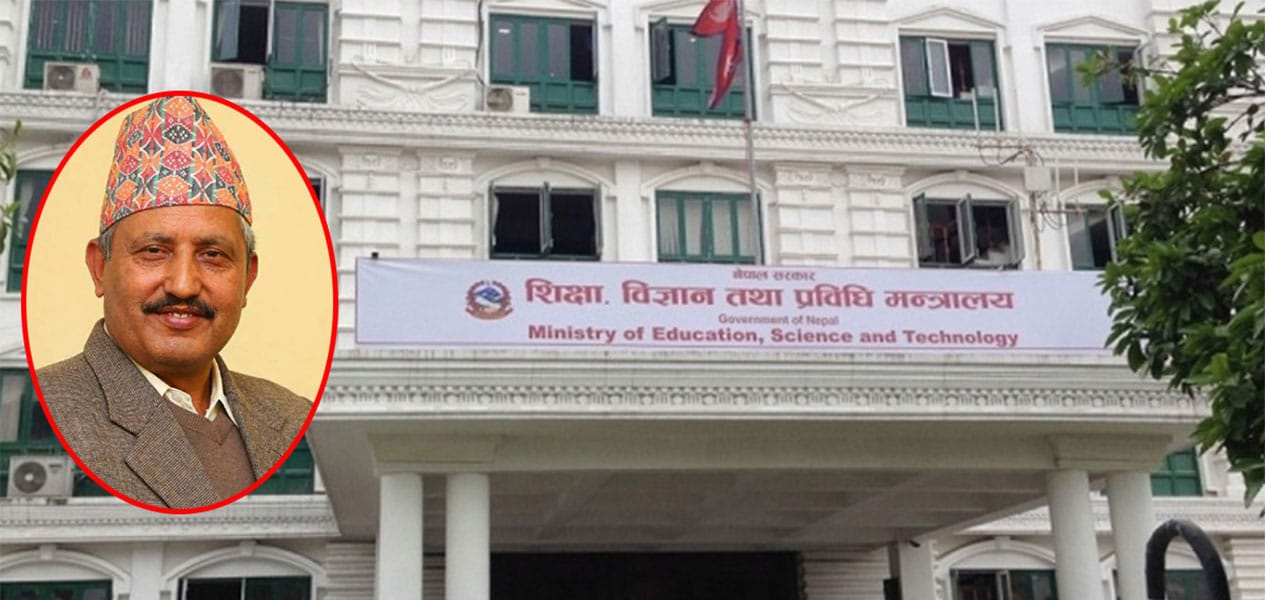 नेपाल सरकार
शिक्षा, विज्ञान तथा प्रविधि मन्त्रालय
Government of Nepal
Ministry of Education, Science and Technology